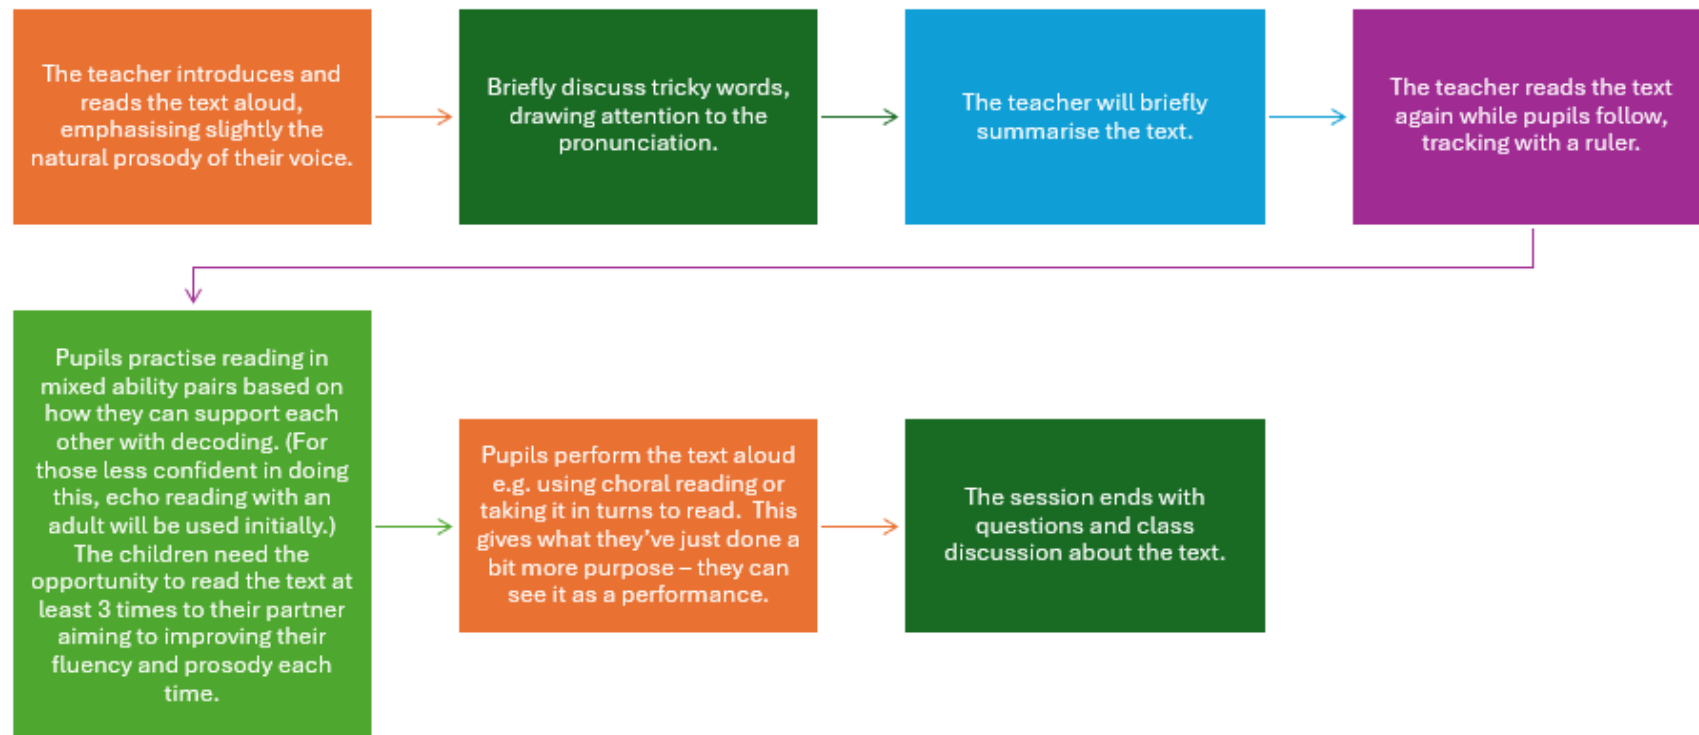 The teacher introduces and
reads the text aloud,
emphasising slightly the
natural prosody of their voice.
Briefly discuss tricky words,
drawing attention to the
pronunciation.
The teacher will briefly
summarise the text.
The teacher reads the text
again while pupils follow,
tracking with a ruler.
Pupils practise reading in
mixed ability pairs based on
how they can support each
other with decoding. (For
those less confident in doing
this, echo reading with an
adult will be used initially.)
The children need the
opportunity to read the text at
least 3 times to their partner
aiming to improving their
fluency and prosody each
time.
Pupils perform the text aloud
e.g. using choral reading or
taking it in turns to read.  This
gives what they’ve just done a
bit more purpose – they can
see it as a performance.
The session ends with
questions and class
discussion about the text.